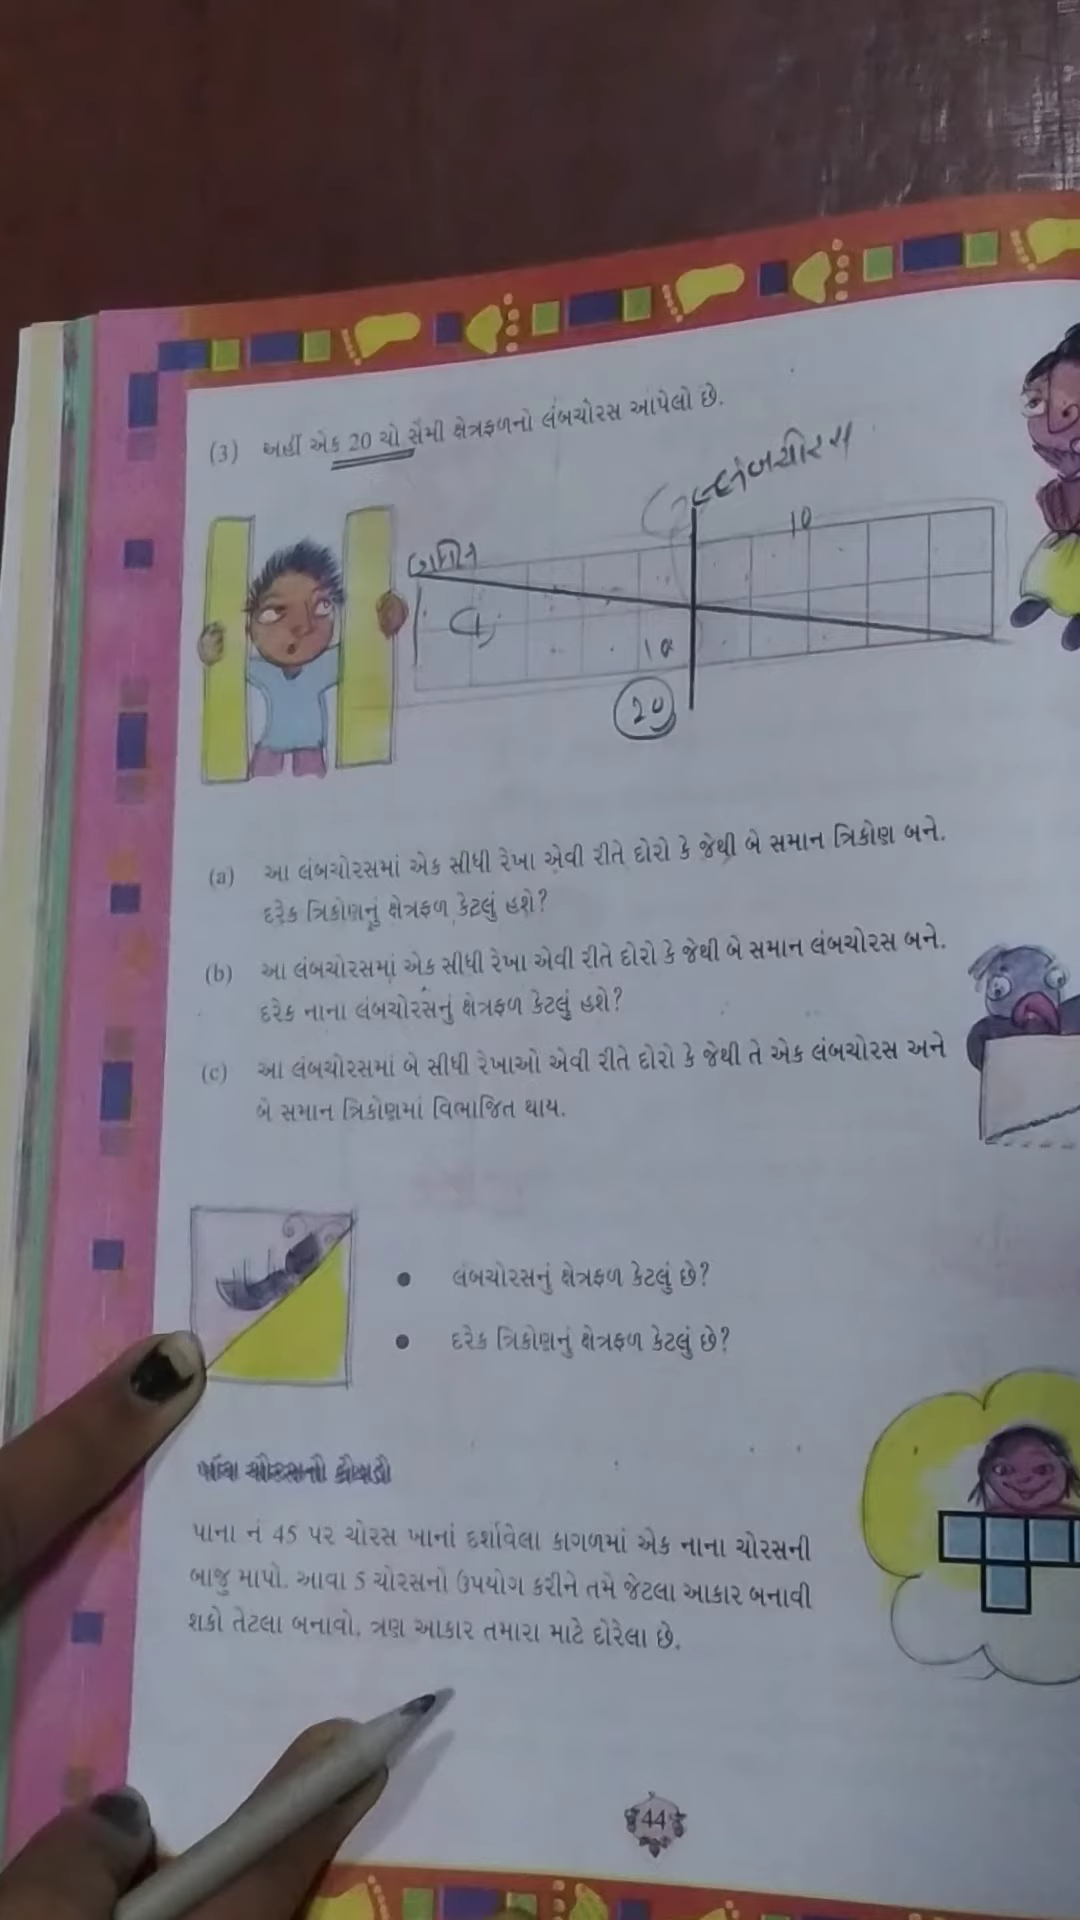 (3) અહીં એક 20 ચો સેમી ક્ષેત્રફળનો લંબચોરસ આપેલો છે.
લંબચોરસ
10
10
20
(a) આ લંબચોરસમાં એક સીધી રેખા એવી રીતે દોરો કે જેથી બે સમાન ત્રિકોણ બને.
દરેક ત્રિકોણનું ક્ષેત્રફળ કેટલું હશે?
(b) આ લંબચોરસમાં એક સીધી રેખા એવી રીતે દોરો કે જેથી બે સમાન લંબચોરસ બને.
દરેક નાના લંબચોરસનું ક્ષેત્રફળ કેટલું હશે?
(c) આ લંબચોરસમાં બે સીધી રેખાઓ એવી રીતે દોરો કે જેથી તે એક લંબચોરસ અને
બે સમાન ત્રિકોણમાં વિભાજિત થાય.
● લંબચોરસનું ક્ષેત્રફળ કેટલું છે?
● દરેક ત્રિકોણનું ક્ષેત્રફળ કેટલું છે?
પાંચ ચોરસનો કોયડો
પાના નં 45 પર ચોરસ ખાનાં દર્શાવેલા કાગળમાં એક નાના ચોરસની
બાજુ માપો. આવા 5 ચોરસનો ઉપયોગ કરીને તમે જેટલા આકાર બનાવી
શકો તેટલા બનાવો. ત્રણ આકાર તમારા માટે દોરેલા છે.
44